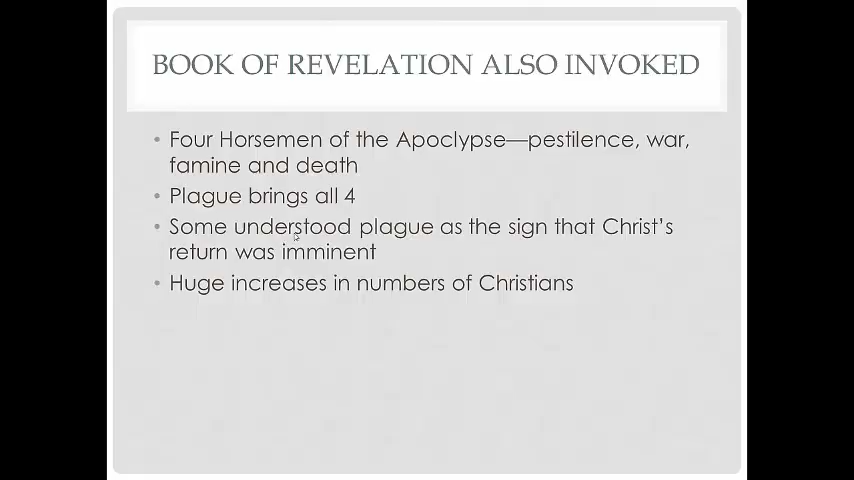 BOOK OF REVELATION ALSO INVOKED
• Four Horsemen of the Apoclypse—pestilence, war,
famine and death
• Plague brings all 4
• Some understood plague as the sign that Christ's
return was imminent
• Huge increases in numbers of Christians